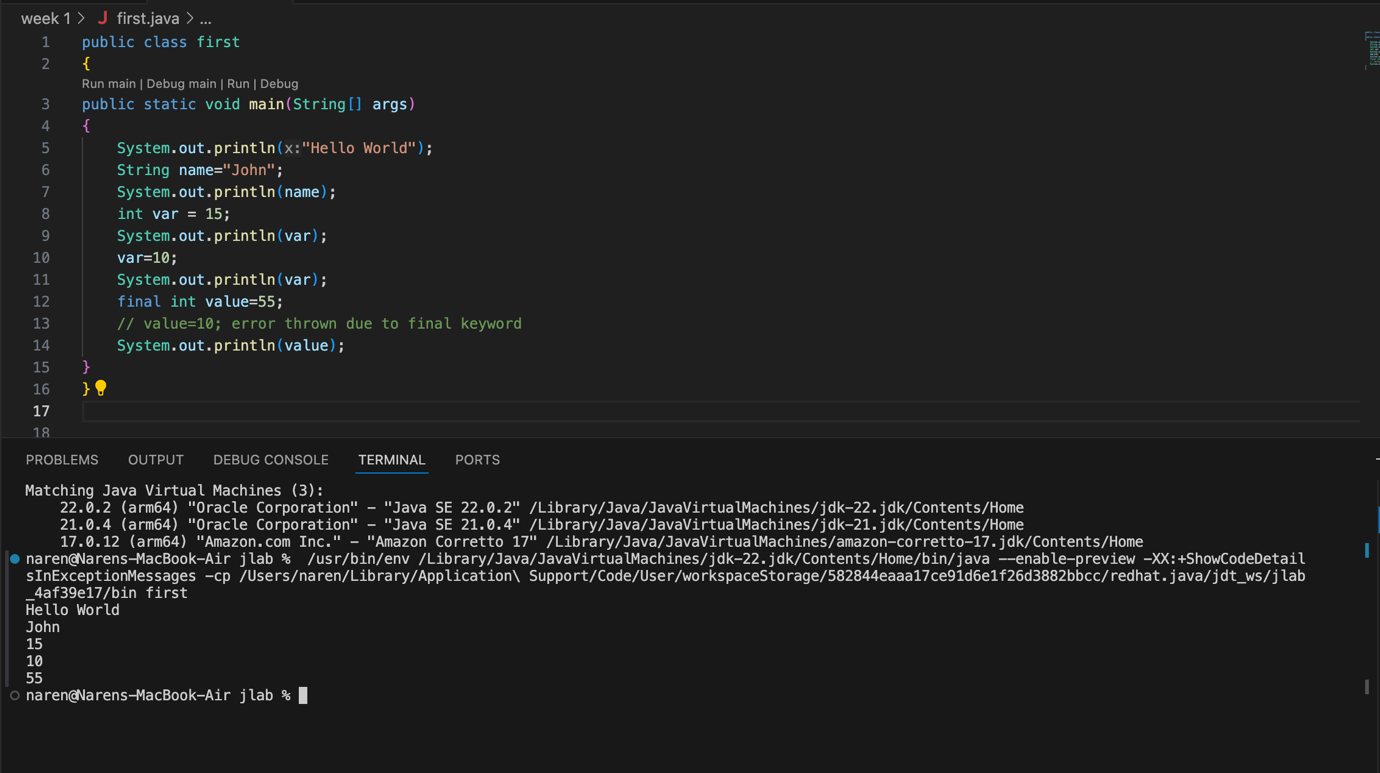 week 1 > J first.java > ...
1 public class first
2 {
Run main | Debug main | Run | Debug
3 public static void main(String[] args)
4 {
5     System.out.println(x:"Hello World");
6     String name="John";
7     System.out.println(name);
8     int var = 15;
9     System.out.println(var);
10     var=10;
11     System.out.println(var);
12     final int value=55;
13     // value=10; error thrown due to final keyword
14     System.out.println(value);
15 }
16 }
17
18
PROBLEMS OUTPUT DEBUG CONSOLE TERMINAL PORTS
Matching Java Virtual Machines (3):
    22.0.2 (arm64) "Oracle Corporation" - "Java SE 22.0.2" /Library/Java/JavaVirtualMachines/jdk-22.jdk/Contents/Home
    21.0.4 (arm64) "Oracle Corporation" - "Java SE 21.0.4" /Library/Java/JavaVirtualMachines/jdk-21.jdk/Contents/Home
    17.0.12 (arm64) "Amazon.com Inc." - "Amazon Corretto 17" /Library/Java/JavaVirtualMachines/amazon-corretto-17.jdk/Contents/Home
naren@Narens-MacBook-Air jlab %  /usr/bin/env /Library/Java/JavaVirtualMachines/jdk-22.jdk/Contents/Home/bin/java --enable-preview -XX:+ShowCodeDetail
sInExceptionMessages -cp /Users/naren/Library/Application\ Support/Code/User/workspaceStorage/582844eaaa17ce91d6e1f26d3882bbcc/redhat.java/jdt_ws/jlab
_4af39e17/bin first
Hello World
John
15
10
55
naren@Narens-MacBook-Air jlab %